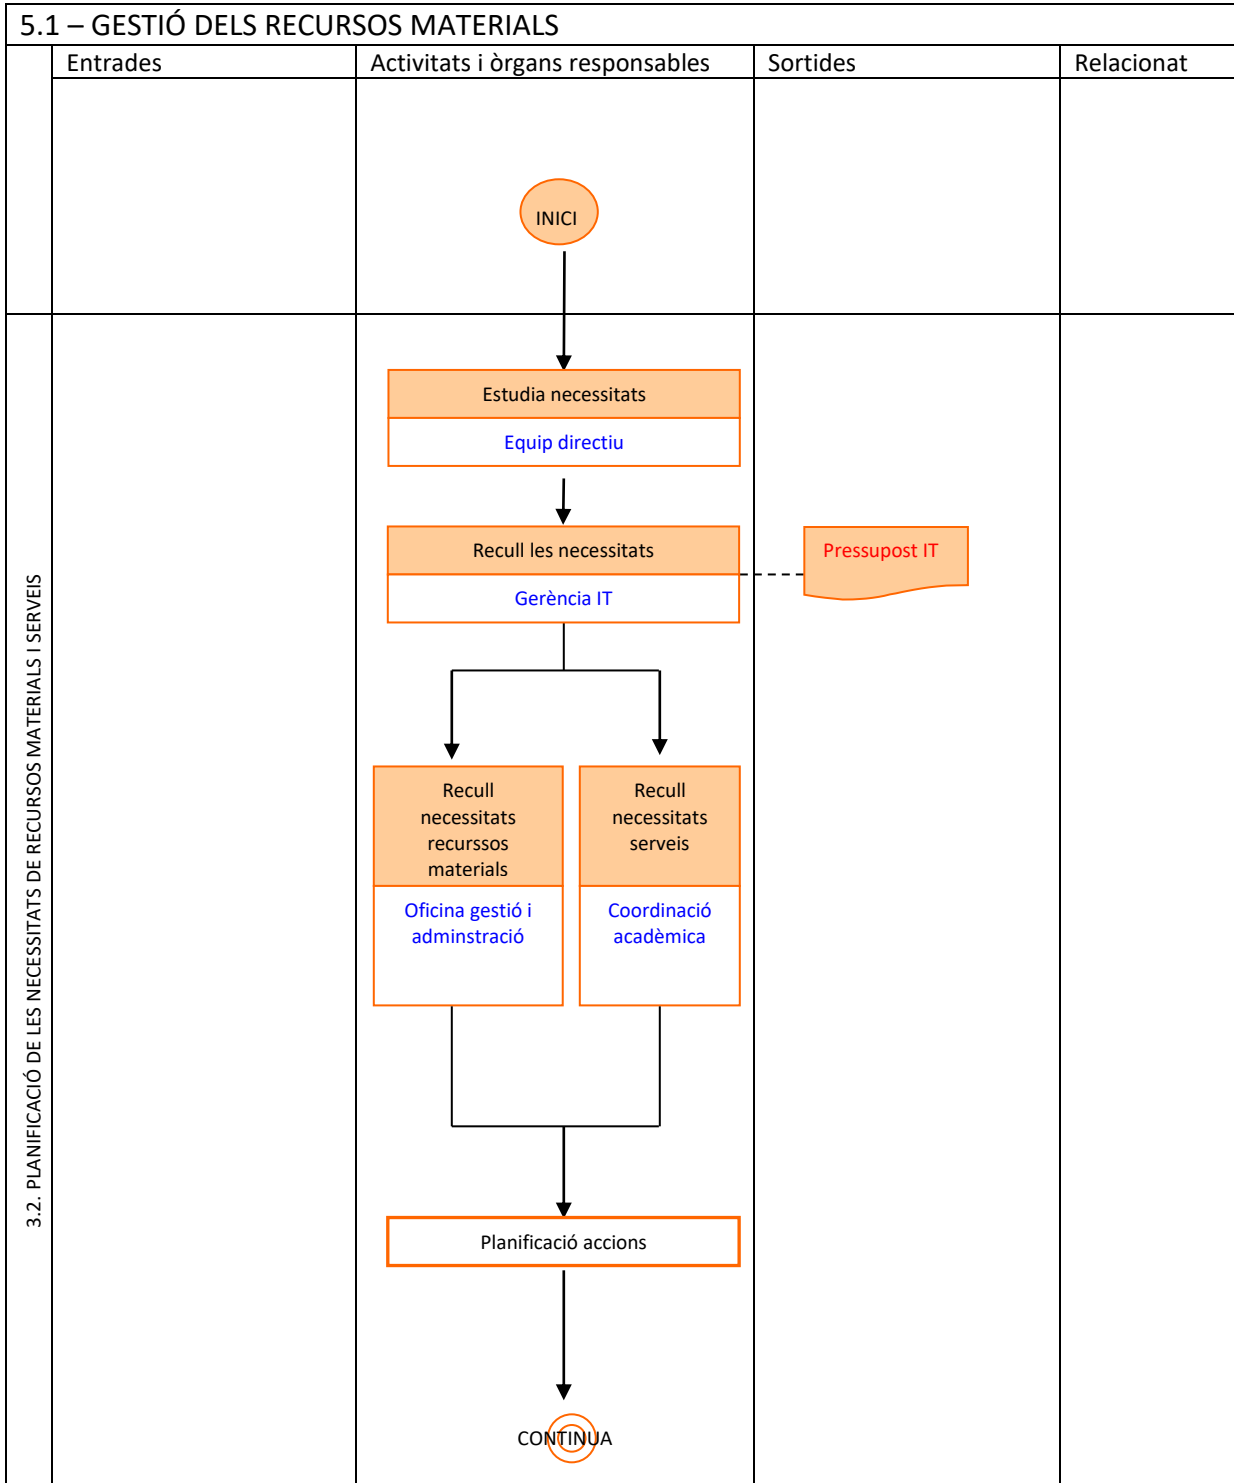 5.1 – GESTIÓ DELS RECURSOS MATERIALS
Entrades
Activitats i òrgans responsables
Sortides
Relacionat
INICI
3.2. PLANIFICACIÓ DE LES NECESSITATS DE RECURSOS MATERIALS I SERVEIS
Estudia necessitats
Equip directiu
Recull les necessitats
Gerència IT
Pressupost IT
Recull
necessitats
recurssos
materials
Oficina gestió i
adminstració
Recull
necessitats
serveis
Coordinació
acadèmica
Planificació accions
CONTINUA